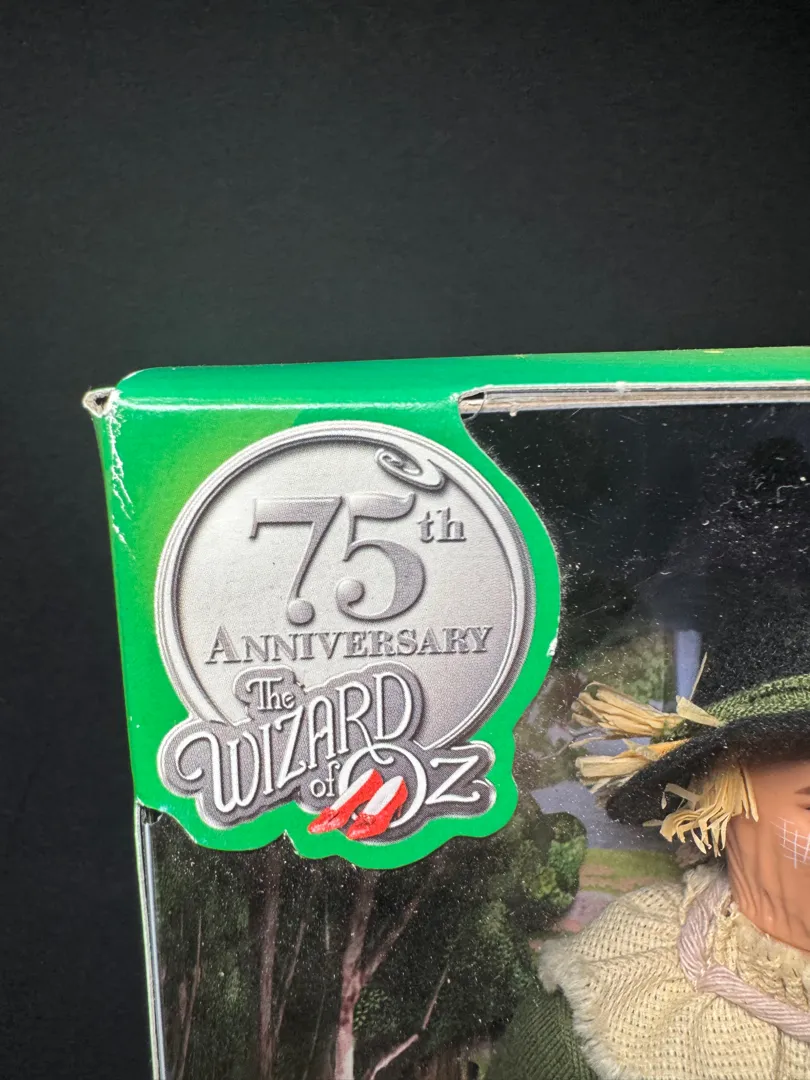 75th
ANNIVERSARY
The
WIZARD
of OZ